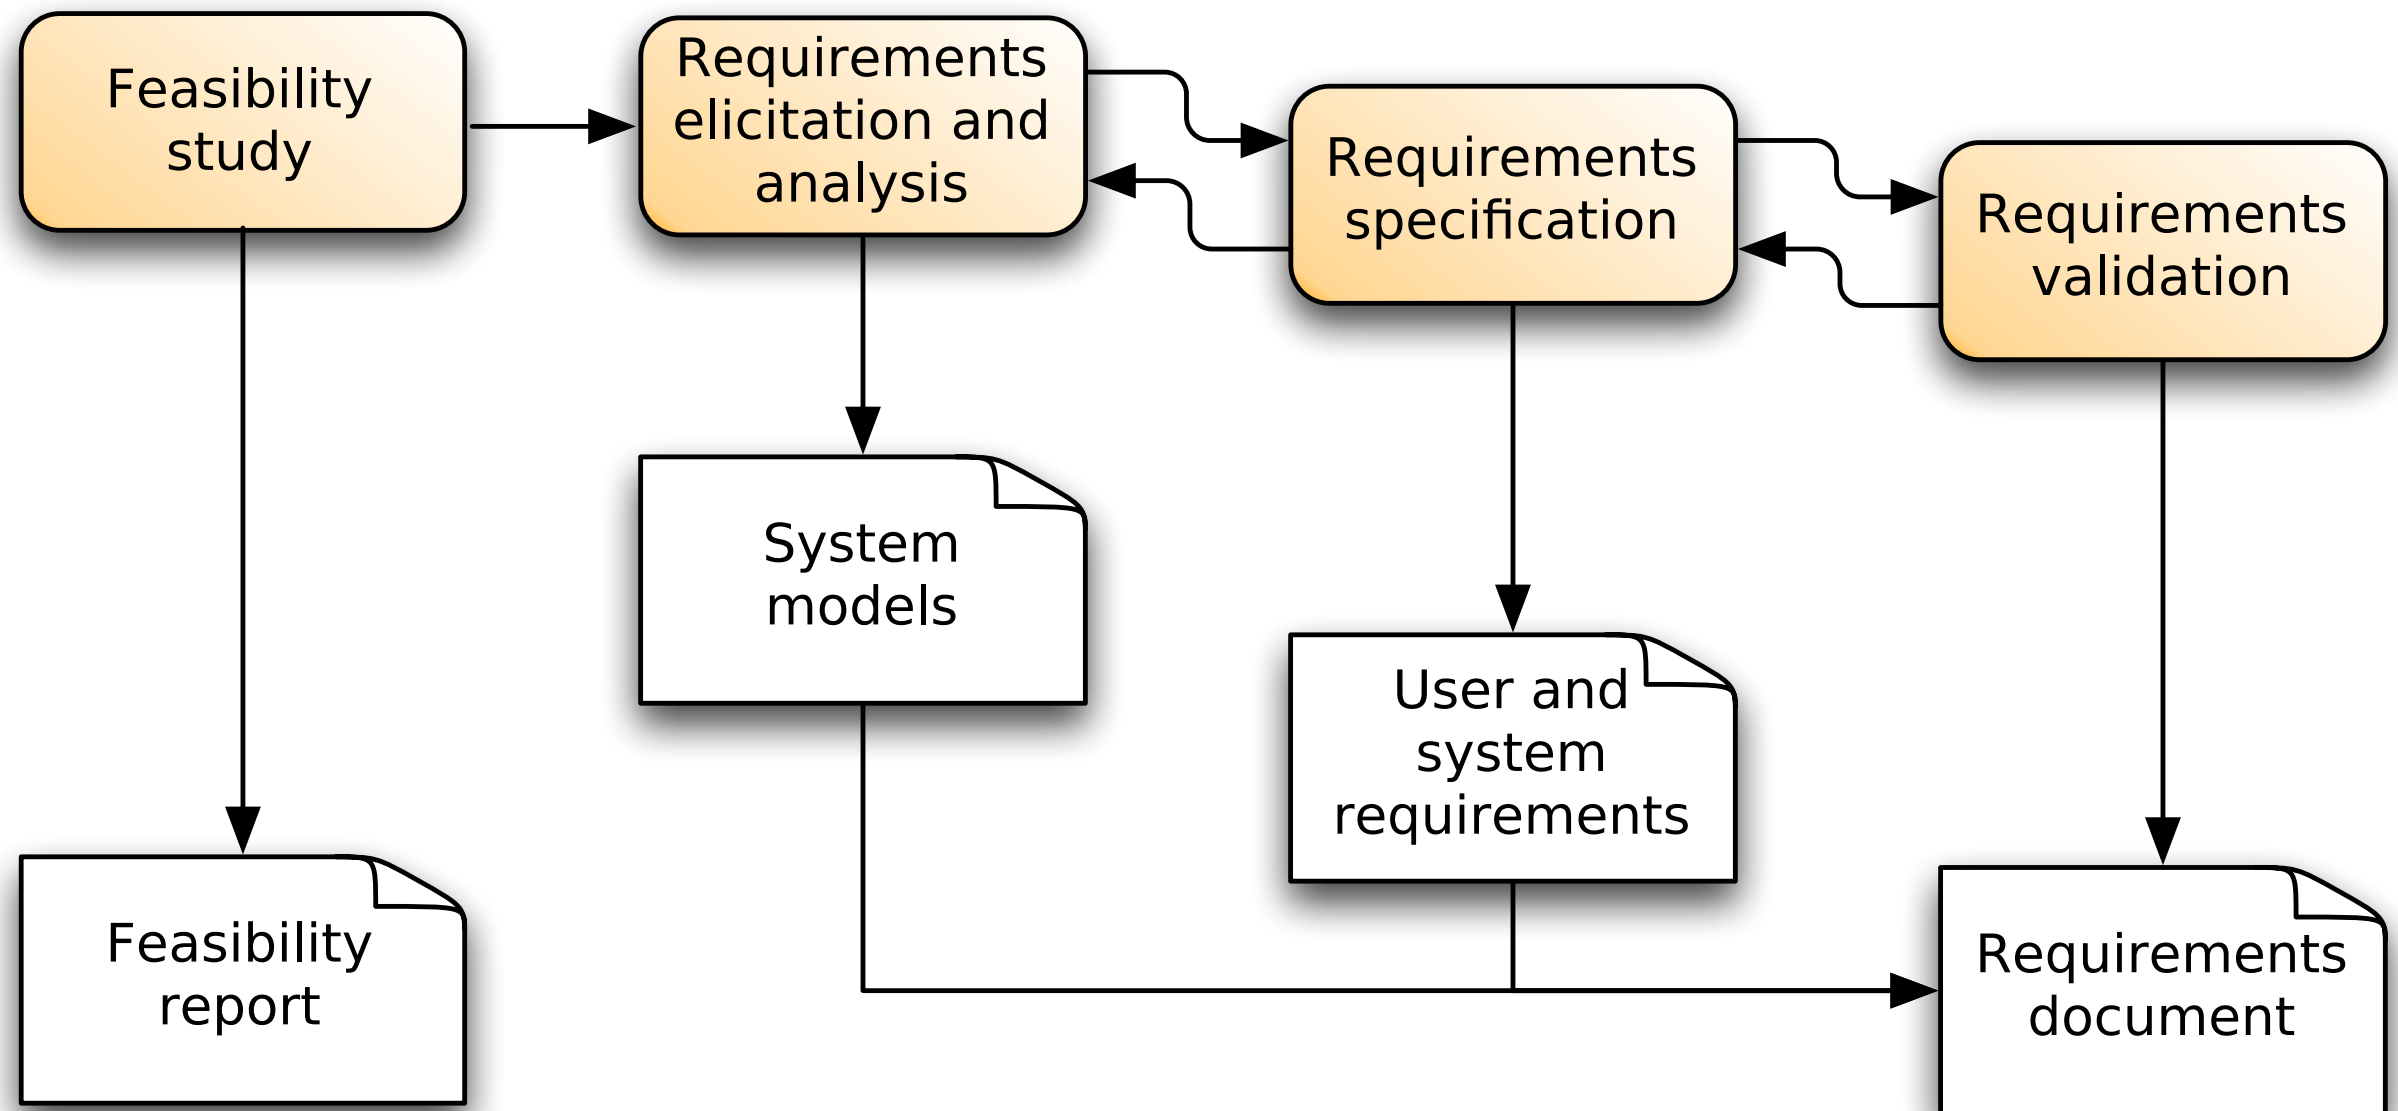 Feasibility
study
Requirements
elicitation and
analysis
Requirements
specification
Requirements
validation
System
models
User and
system
requirements
Feasibility
report
Requirements
document